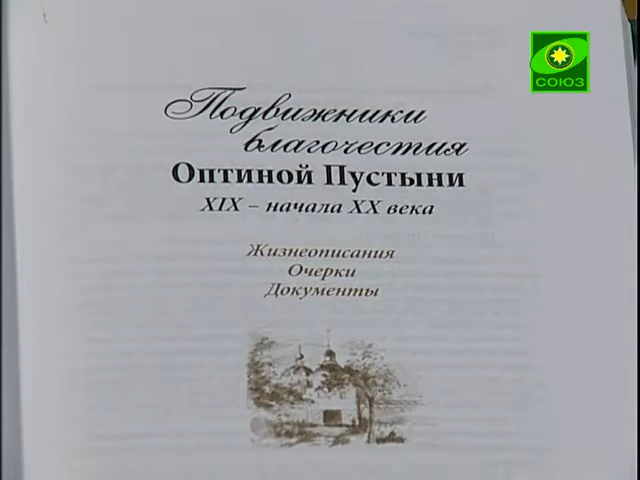 СОЮЗ
Подвижники
благочестия
Оптиной Пустыни
XIX – начала XX века
Жизнеописания
Очерки
Документы